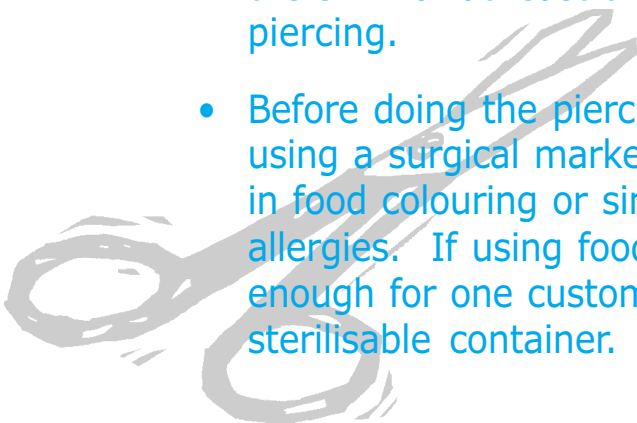 piercing.
• Before doing the pierc
using a surgical marke
in food colouring or sin
allergies. If using food
enough for one custom
sterilisable container.